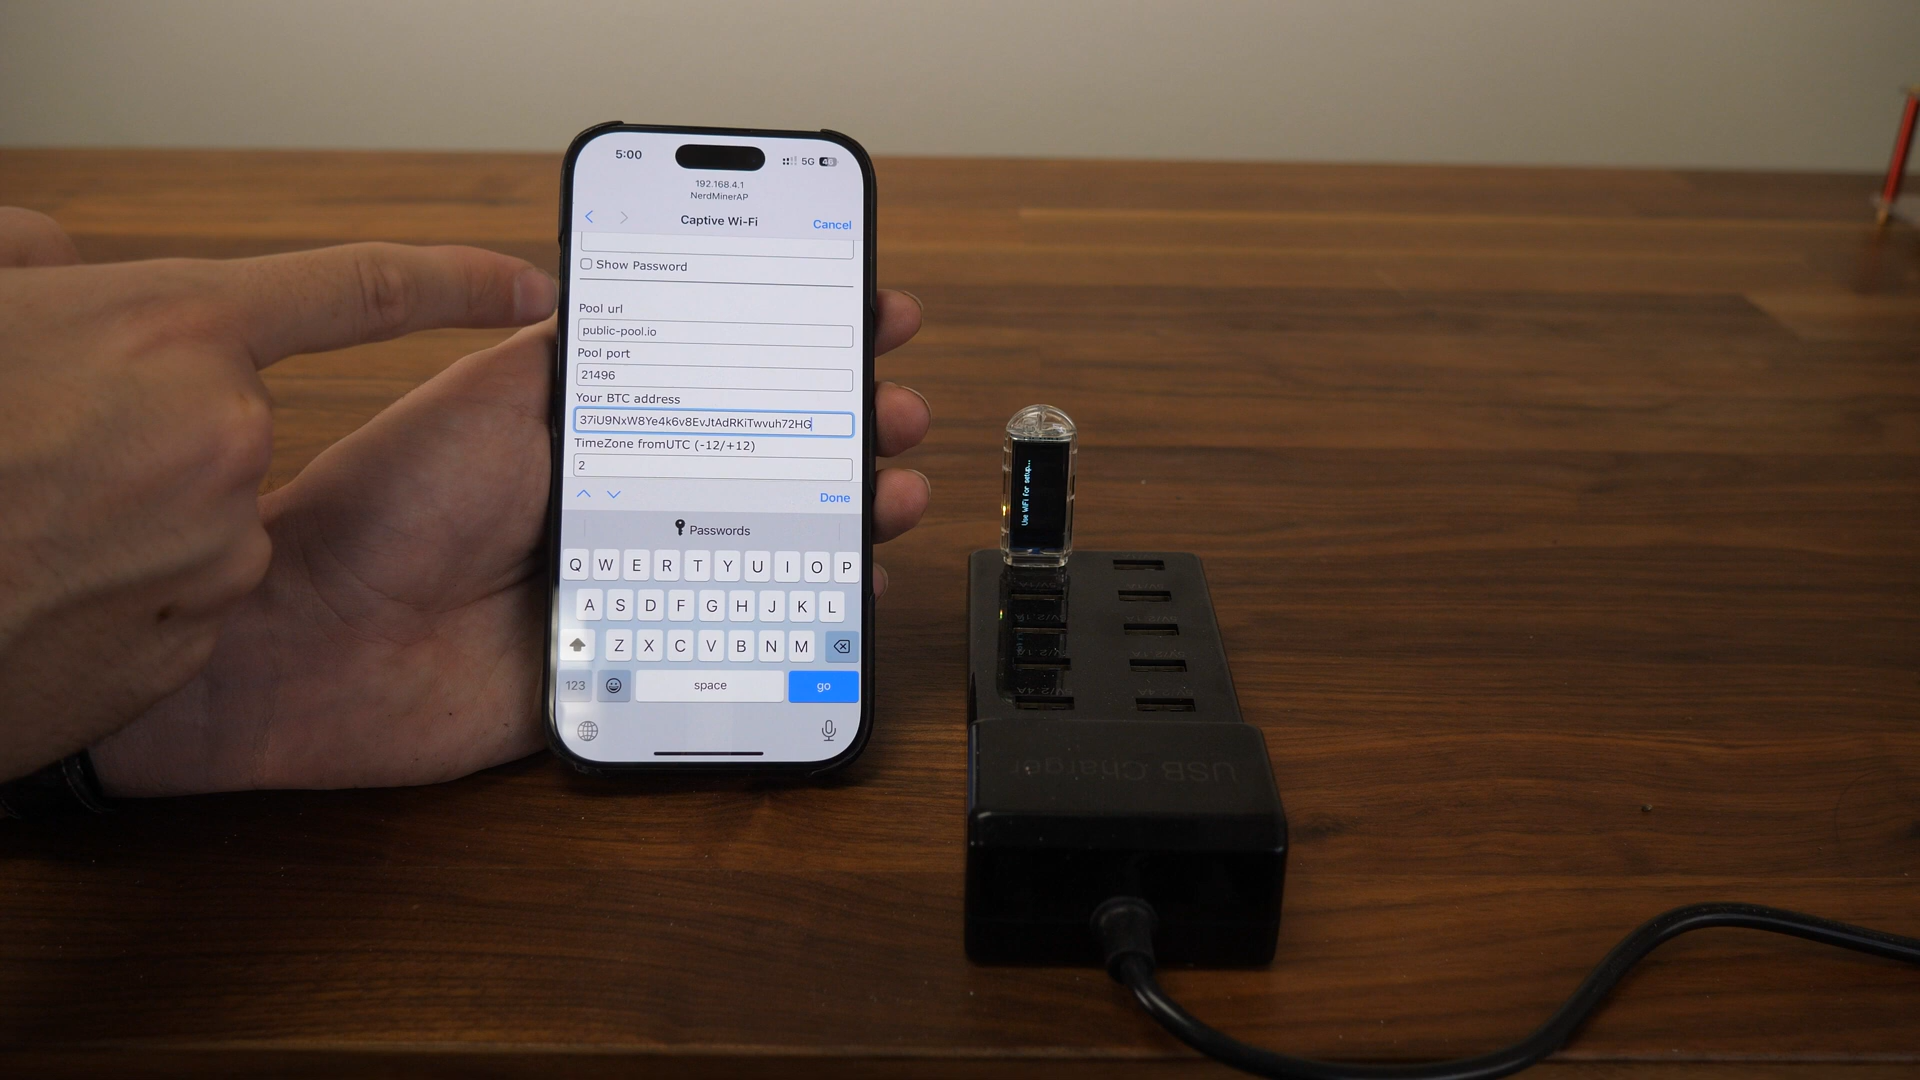 5:00
5G
192.168.4.1
NerdMinerAP
Captive Wi-Fi
Cancel
Show Password
Pool url
public-pool.io
Pool port
21496
Your BTC address
37iU9NxW8Ye4k6v8EvJtAdRKiTwvuh72HG
TimeZone fromUTC (-12/+12)
2
Done
Passwords
Q W E R T Y U I O P
A S D F G H J K L
Z X C V B N M
123 space go
Use WiFi for setup...
USB Charger